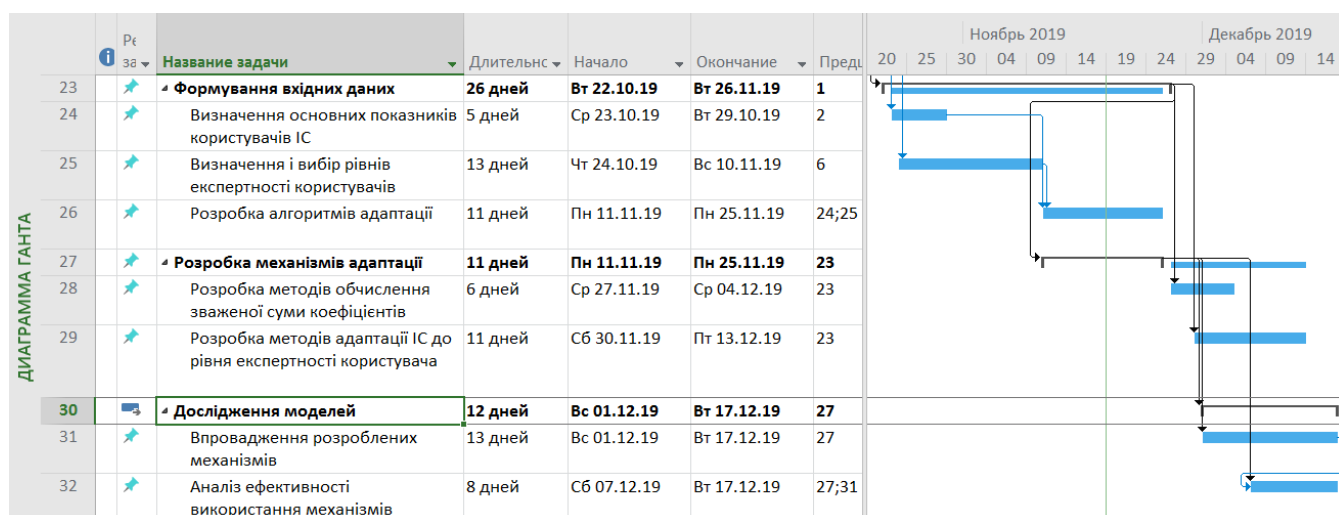 Ноябрь 2019 Декабрь 2019
Ре
за Название задачи Длительнс Начало Окончание Предц 20 25 30 04 09 14 19 24 29 04 09 14
23 Формування вхідних даних 26 дней Вт 22.10.19 Вт 26.11.19 1
24 Визначення основних показників 5 дней Ср 23.10.19 Вт 29.10.19 2
користувачів ІС
25 Визначення і вибір рівнів 13 дней Чт 24.10.19 Вс 10.11.19 6
експертності користувачів
26 Розробка алгоритмів адаптації 11 дней Пн 11.11.19 Пн 25.11.19 24;25
27 Розробка механізмів адаптації 11 дней Пн 11.11.19 Пн 25.11.19 23
28 Розробка методів обчислення 6 дней Ср 27.11.19 Ср 04.12.19 23
зваженої суми коефіцієнтів
29 Розробка методів адаптації ІС до 11 дней Сб 30.11.19 Пт 13.12.19 23
рівня експертності користувача
30 Дослідження моделей 12 дней Вс 01.12.19 Вт 17.12.19 27
31 Впровадження розроблених 13 дней Вс 01.12.19 Вт 17.12.19 27
механізмів
32 Аналіз ефективності 8 дней Сб 07.12.19 Вт 17.12.19 27;31
використання механізмів
ДИАГРАММА ГАНТА